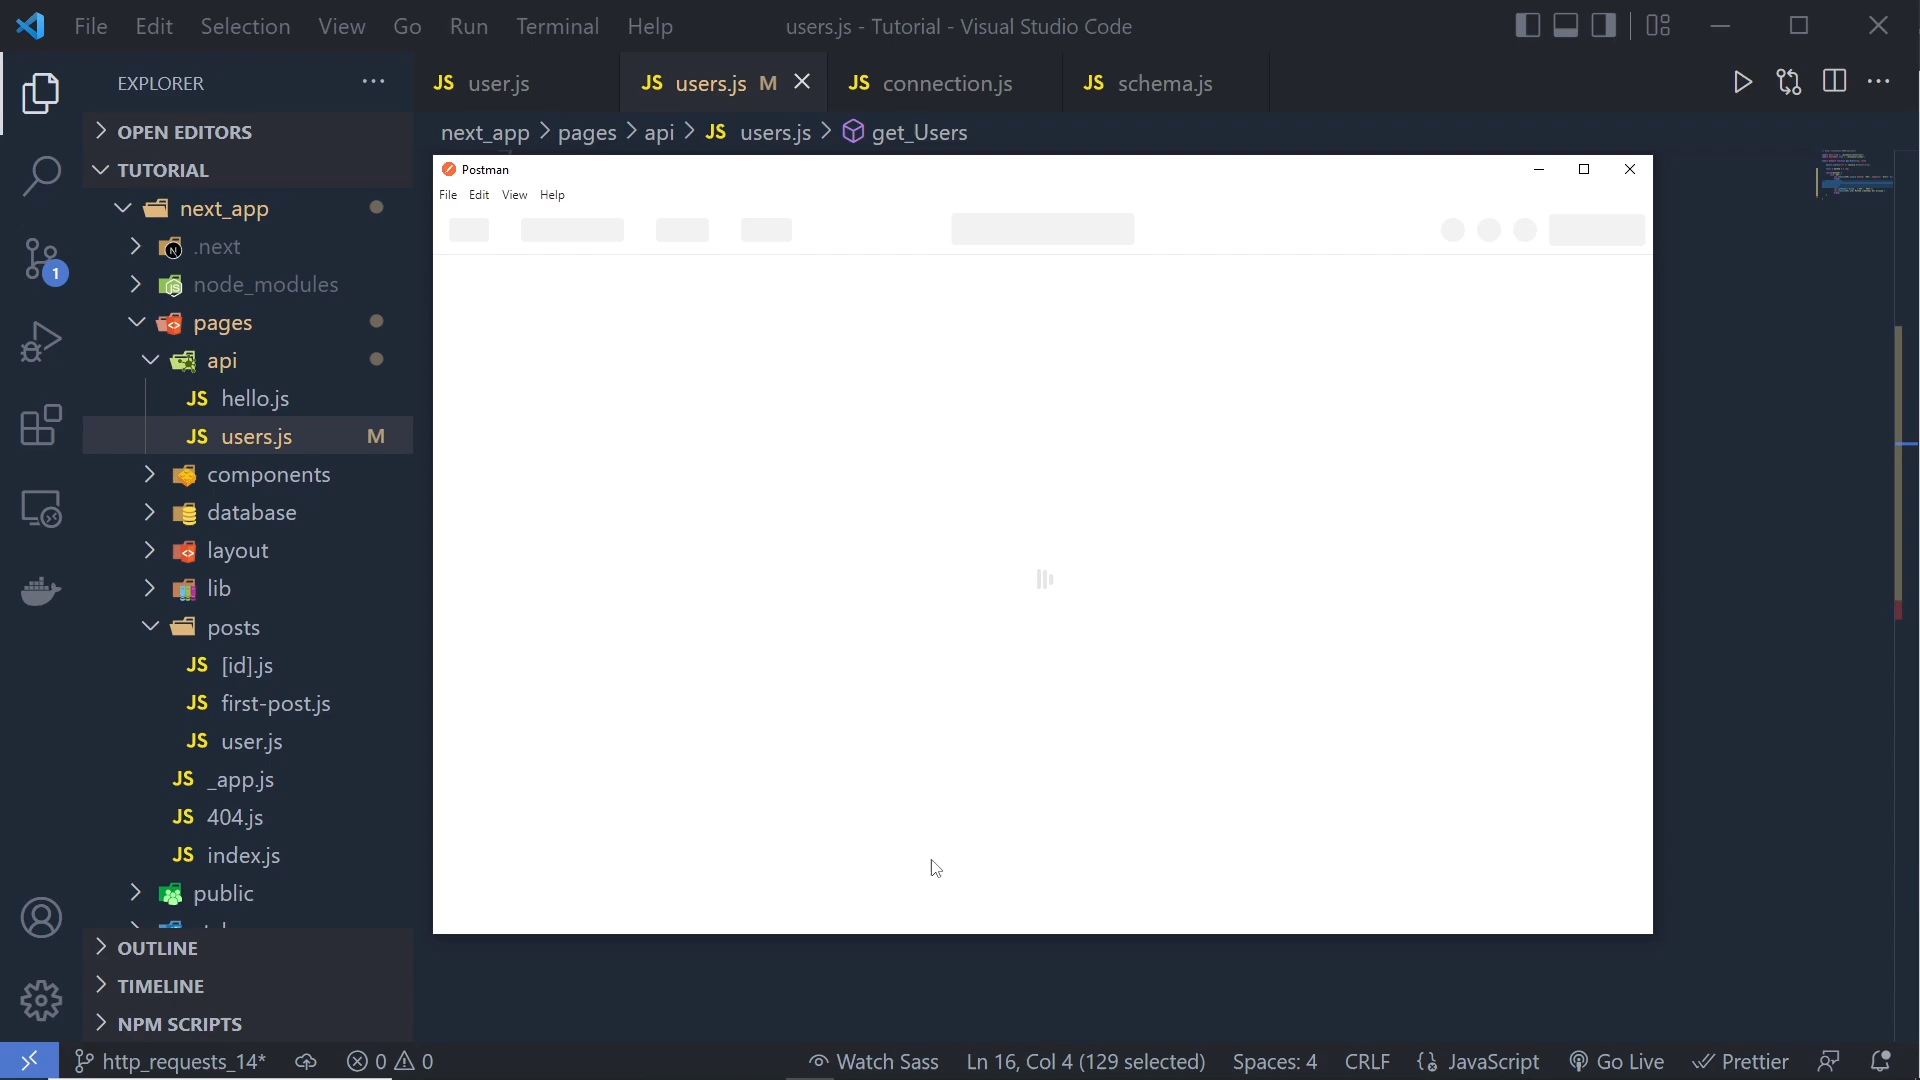 File Edit Selection View Go Run Terminal Help users.js - Tutorial - Visual Studio Code
EXPLORER
JS user.js JS users.js M JS connection.js JS schema.js
next_app > pages > api > JS users.js > get_Users
OPEN EDITORS
TUTORIAL
next_app
.next
node_modules
pages
api
JS hello.js
JS users.js M
components
database
layout
lib
posts
JS [id].js
JS first-post.js
JS user.js
JS _app.js
JS 404.js
JS index.js
public
OUTLINE
TIMELINE
NPM SCRIPTS
Postman
File Edit View Help
1
http_requests_14* 0 0 Watch Sass Ln 16, Col 4 (129 selected) Spaces: 4 CRLF JavaScript Go Live Prettier